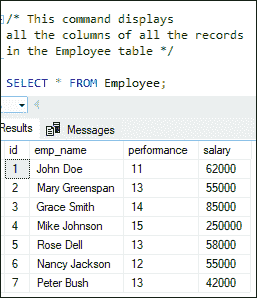 /* This command displays
all the columns of all the records
in the Employee table */
SELECT * FROM Employee;
Results Messages
id emp_name performance salary
1 John Doe 11 62000
2 Mary Greenspan 13 55000
3 Grace Smith 14 85000
4 Mike Johnson 15 250000
5 Rose Dell 13 58000
6 Nancy Jackson 12 55000
7 Peter Bush 13 42000